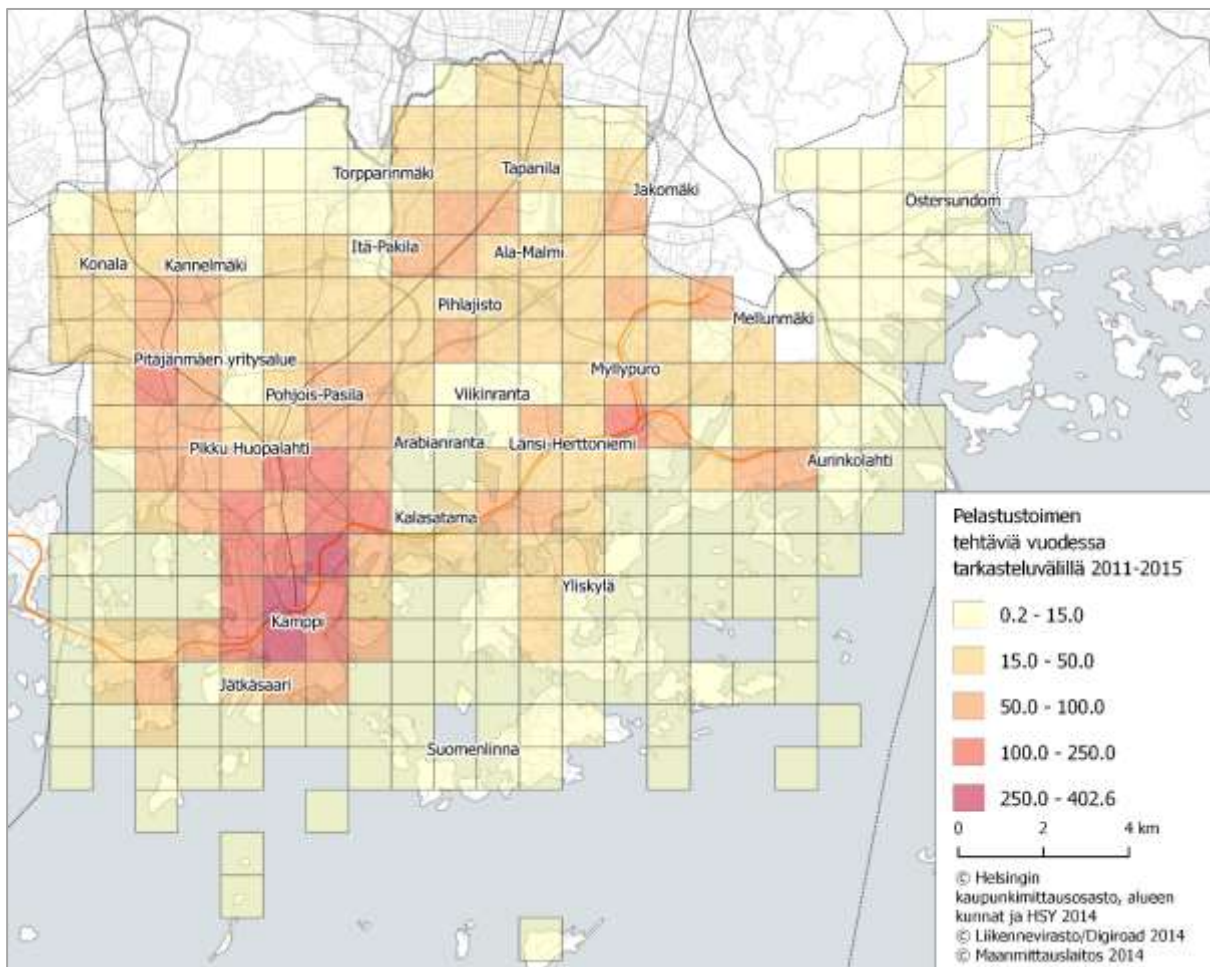 Torpparinmäki
Tapanila
Jakomäki
Östersundom
Konala
Kannelmäki
Itä-Pakila
Ala-Malmi
Pihlajisto
Mellunmäki
Pitäjänmäen yritysalue
Pohjois-Pasila
Viikinranta
Myllypuro
Pikku Huopalahti
Arabianranta
Länsi-Herttoniemi
Aurinkolahti
Kalasatama
Yliskylä
Kamppi
Jätkäsaari
Suomenlinna
Pelastustoimen
tehtäviä vuodessa
tarkasteluvälillä 2011-2015
0.2 - 15.0
15.0 - 50.0
50.0 - 100.0
100.0 - 250.0
250.0 - 402.6
0 2 4 km
© Helsingin
kaupunkimittausosasto, alueen
kunnat ja HSY 2014
© Liikennevirasto/Digiroad 2014
© Maanmittauslaitos 2014